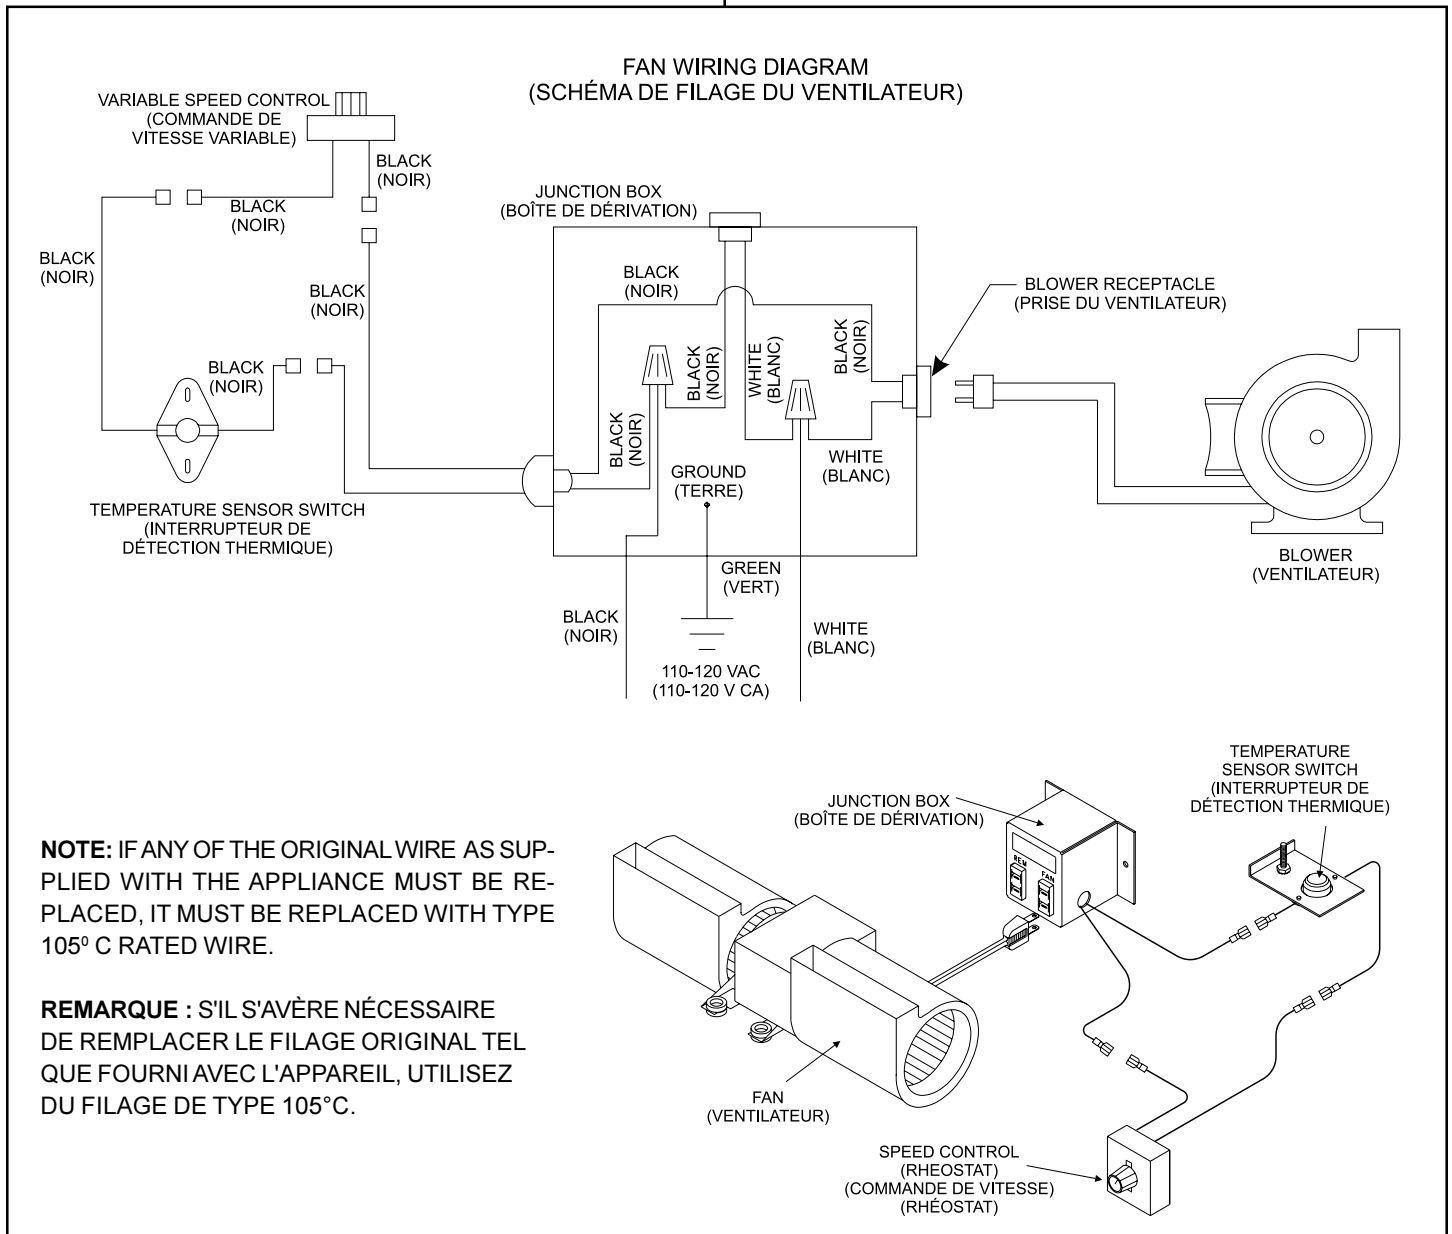 FAN WIRING DIAGRAM
(SCHÉMA DE FILAGE DU VENTILATEUR)
VARIABLE SPEED CONTROL
(COMMANDE DE
VITESSE VARIABLE)
BLACK
(NOIR)
BLACK
(NOIR)
BLACK
(NOIR)
BLACK
(NOIR)
BLACK
(NOIR)
TEMPERATURE SENSOR SWITCH
(INTERRUPTEUR DE
DÉTECTION THERMIQUE)
JUNCTION BOX
(BOÎTE DE DÉRIVATION)
BLACK
(NOIR)
BLACK
(NOIR)
BLACK
(NOIR)
WHITE
(BLANC)
BLACK
(NOIR)
WHITE
(BLANC)
GROUND
(TERRE)
GREEN
(VERT)
BLACK
(NOIR)
WHITE
(BLANC)
110-120 VAC
(110-120 V CA)
BLOWER RECEPTACLE
(PRISE DU VENTILATEUR)
BLOWER
(VENTILATEUR)
NOTE: IF ANY OF THE ORIGINAL WIRE AS SUP-
PLIED WITH THE APPLIANCE MUST BE RE-
PLACED, IT MUST BE REPLACED WITH TYPE
105⁰ C RATED WIRE.
REMARQUE : S'IL S'AVÈRE NÉCESSAIRE
DE REMPLACER LE FILAGE ORIGINAL TEL
QUE FOURNI AVEC L'APPAREIL, UTILISEZ
DU FILAGE DE TYPE 105°C.
JUNCTION BOX
(BOÎTE DE DÉRIVATION)
REM
FAN
TEMPERATURE
SENSOR SWITCH
(INTERRUPTEUR DE
DÉTECTION THERMIQUE)
FAN
(VENTILATEUR)
SPEED CONTROL
(RHEOSTAT)
(COMMANDE DE VITESSE)
(RHÉOSTAT)